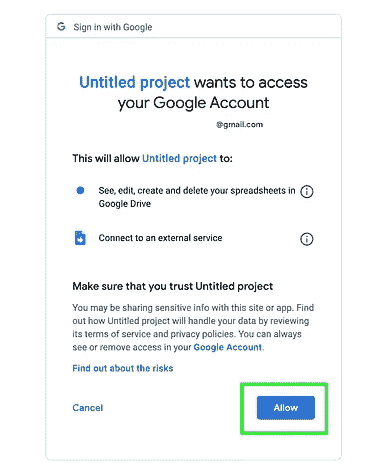 Sign in with Google
Untitled project wants to access
your Google Account
@gmail.com
This will allow Untitled project to:
See, edit, create and delete your spreadsheets in
Google Drive
Connect to an external service
Make sure that you trust Untitled project
You may be sharing sensitive info with this site or app. Find
out how Untitled project will handle your data by reviewing
its terms of service and privacy policies. You can always
see or remove access in your Google Account.
Find out about the risks
Cancel
Allow